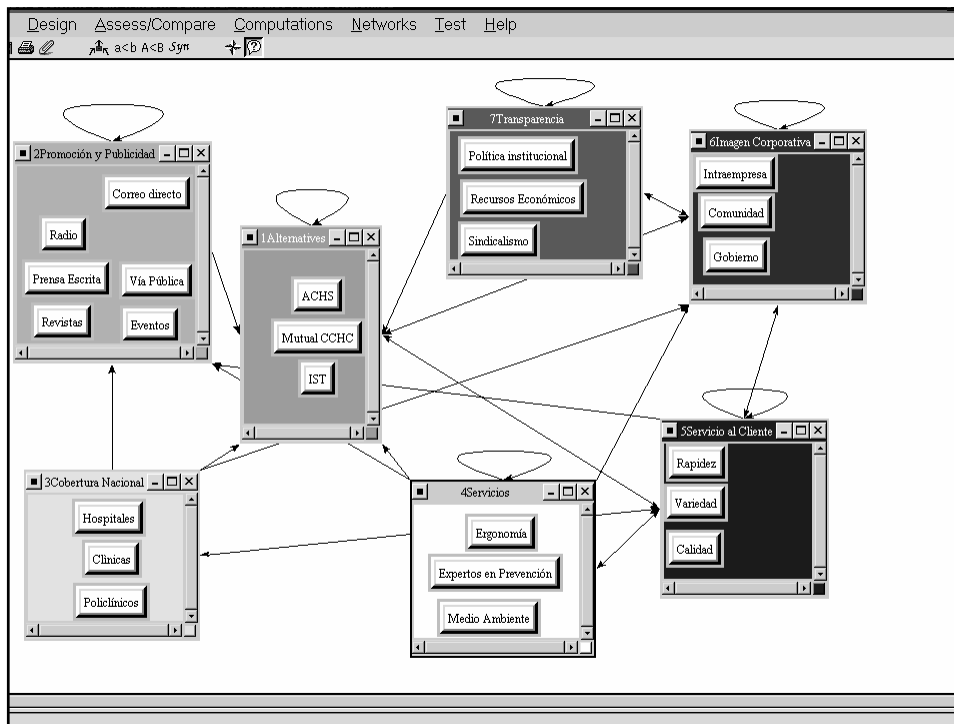 Design Assess/Compare Computations Networks Test Help
a<b A<B Syn
2Promoción y Publicidad
Correo directo
Radio
Prensa Escrita
Vía Pública
Revistas
Eventos
1Alternatives
ACHS
Mutual CCHC
IST
7Transparencia
Política institucional
Recursos Económicos
Sindicalismo
6Imagen Corporativa
Intraempresa
Comunidad
Gobierno
3Cobertura Nacional
Hospitales
Clinicas
Policlínicos
4Servicios
Ergonomía
Expertos en Prevención
Medio Ambiente
5Servicio al Cliente
Rapidez
Variedad
Calidad